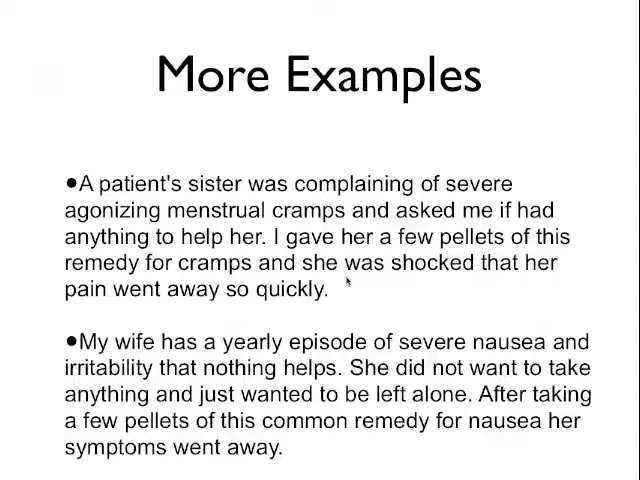 More Examples
•A patient's sister was complaining of severe
agonizing menstrual cramps and asked me if had
anything to help her. I gave her a few pellets of this
remedy for cramps and she was shocked that her
pain went away so quickly.
•My wife has a yearly episode of severe nausea and
irritability that nothing helps. She did not want to take
anything and just wanted to be left alone. After taking
a few pellets of this common remedy for nausea her
symptoms went away.